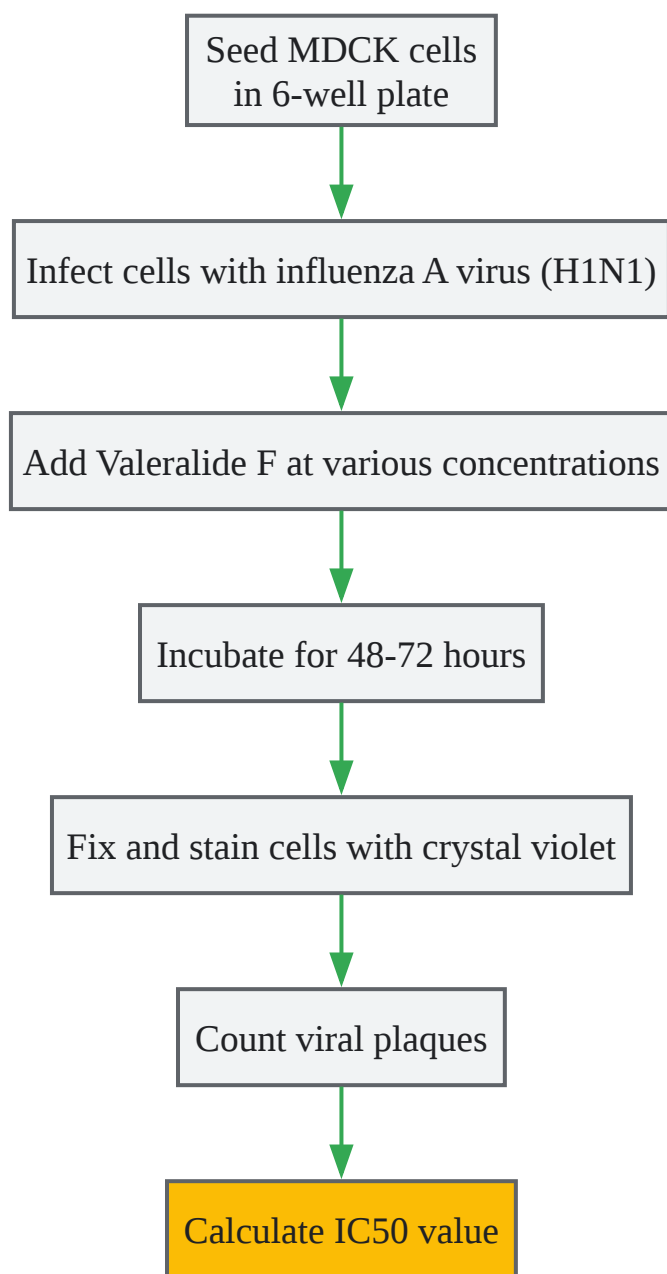 Seed MDCK cells
in 6-well plate
Infect cells with influenza A virus (H1N1)
Add Valeralide F at various concentrations
Incubate for 48-72 hours
Fix and stain cells with crystal violet
Count viral plaques
Calculate IC50 value